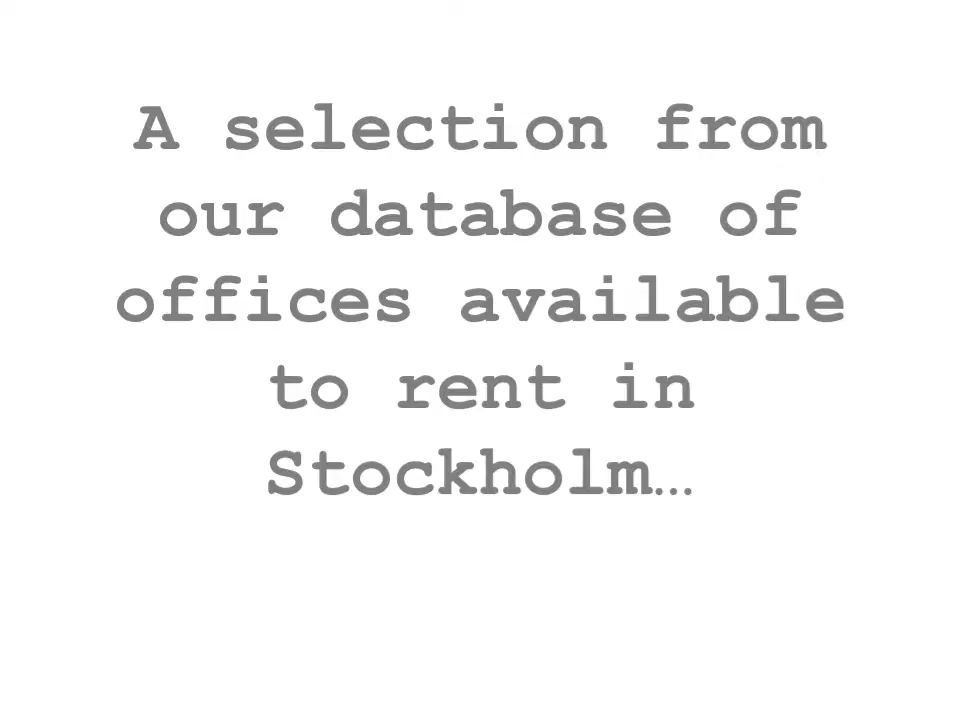 A selection from
our database of
offices available
to rent in
Stockholm…